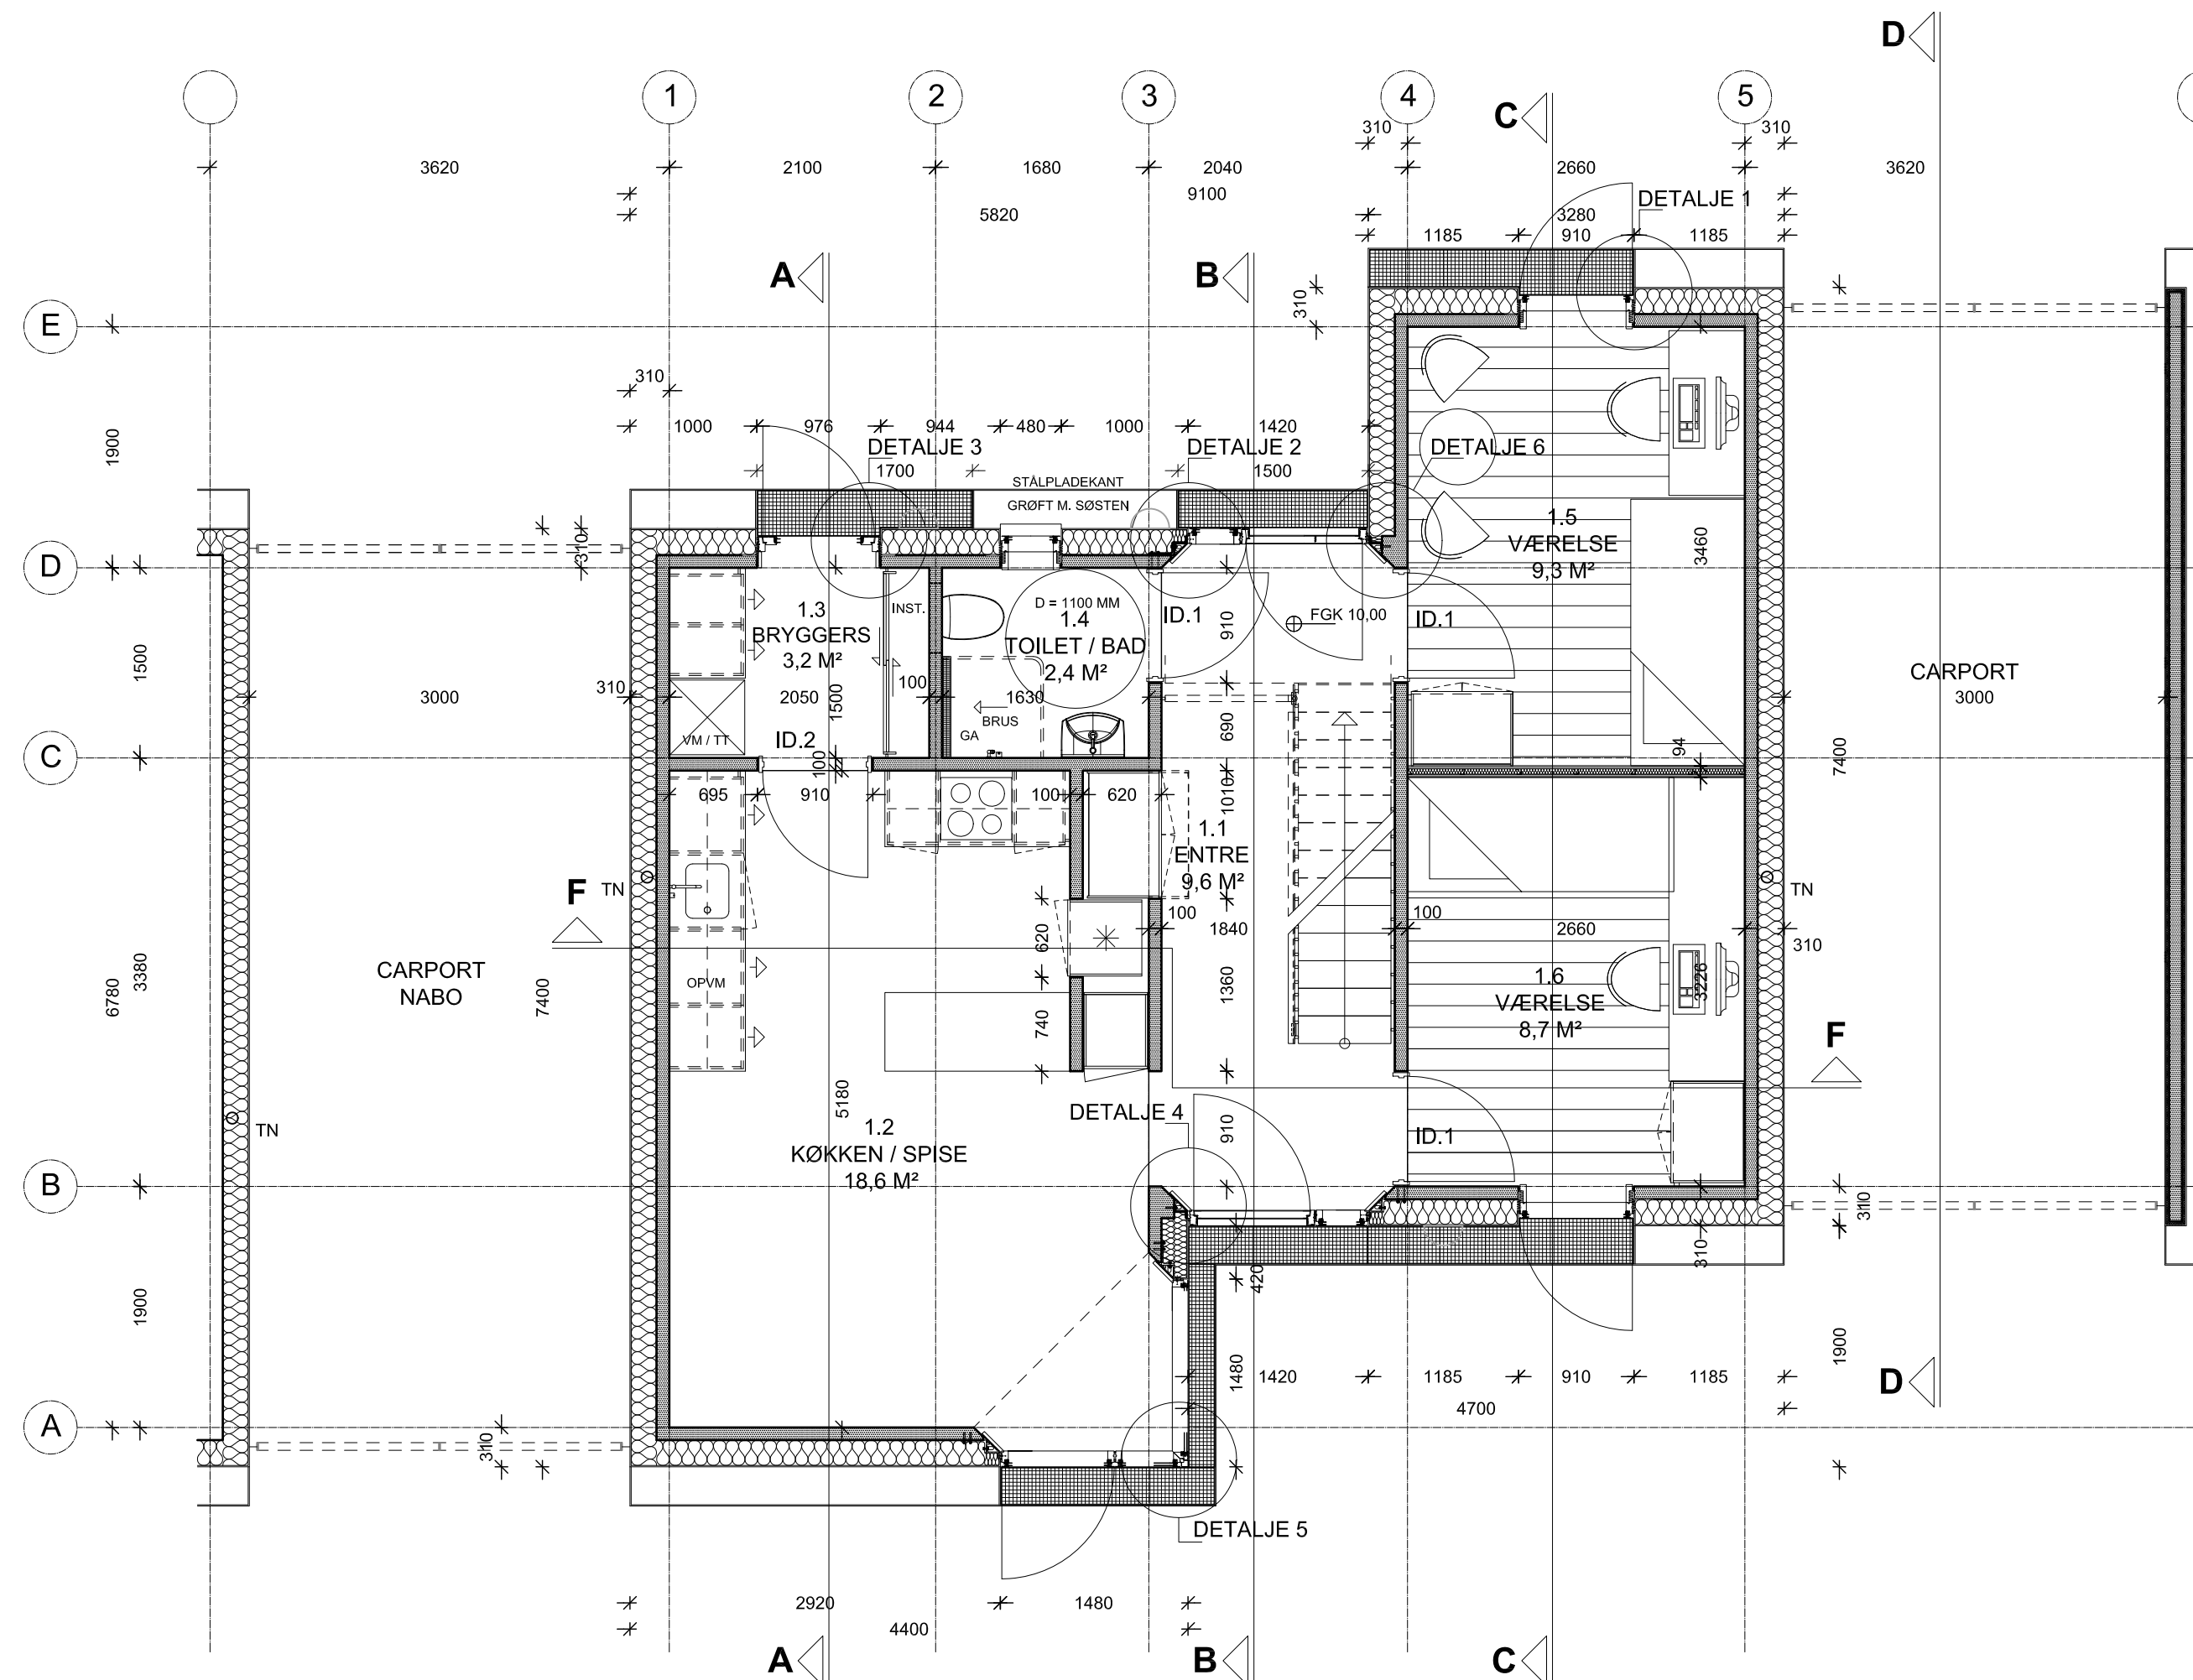 D
1
2
3
4
5
C
310
310
3620
2100
1680
2040
2660
3620
9100
5820
3280
DETALJE 1
1185
910
1185
A
B
310
E
310
1900
1000
976
944
480
1000
1420
DETALJE 3
DETALJE 2
DETALJE 6
1700
1500
STÅLPLADEKANT
GRØFT M. SØSTEN
1.5
VÆRELSE
9,3 M²
3460
310
D
1.3
BRYGGERS
3,2 M²
INST.
D = 1100 MM
1.4
TOILET / BAD
2,4 M²
ID.1
910
FGK 10,00
ID.1
1500
CARPORT
3000
3000
310
2050
1500
100
1630
BRUS
GA
690
VM / TT
ID.2
94
7400
C
100
695
910
100
620
1010
1.1
ENTRE
9,6 M²
F
TN
TN
100
1840
100
2660
310
620
1360
6780
3380
CARPORT
NABO
7400
OPVM
1.6
VÆRELSE
8,7 M²
3226
740
F
5180
DETALJE 4
910
TN
1.2
KØKKEN / SPISE
18,6 M²
ID.1
B
310
310
420
1900
1480
1900
1420
1185
910
1185
D
4700
A
310
DETALJE 5
2920
1480
4400
A
B
C